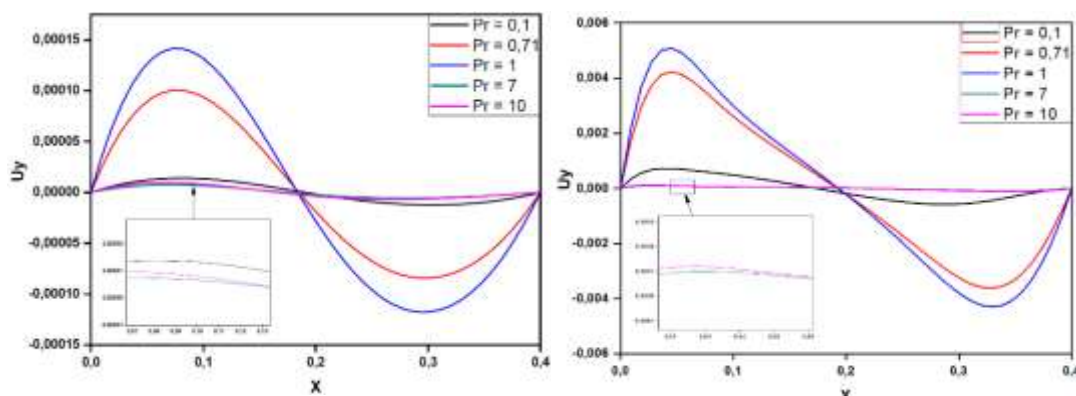 0,00015
0,00010
0,00005
0,00000
-0,00005
-0,00010
-0,00015
Uy
0,0
0,1
0,2
0,3
0,4
X
Pr = 0,1
Pr = 0,71
Pr = 1
Pr = 7
Pr = 10
0,006
0,004
0,002
0,000
-0,002
-0,004
-0,006
Uy
0,0
0,1
0,2
0,3
0,4
Pr = 0,1
Pr = 0,71
Pr = 1
Pr = 7
Pr = 10